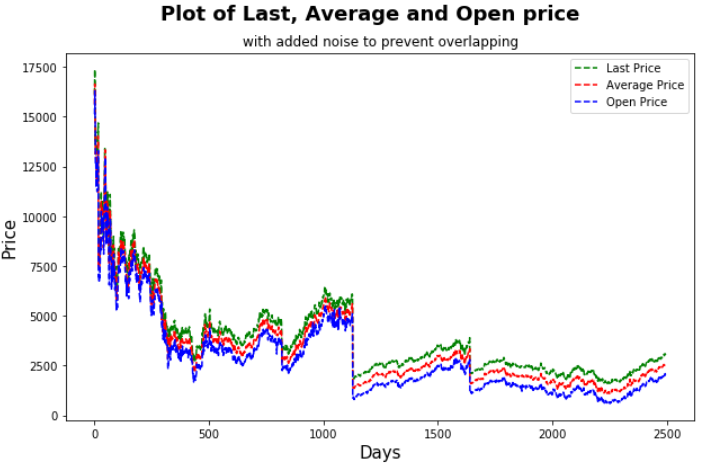 Plot of Last, Average and Open price
with added noise to prevent overlapping
Last Price
Average Price
Open Price
Price
17500
15000
12500
10000
7500
5000
2500
0
0 500 1000 1500 2000 2500
Days